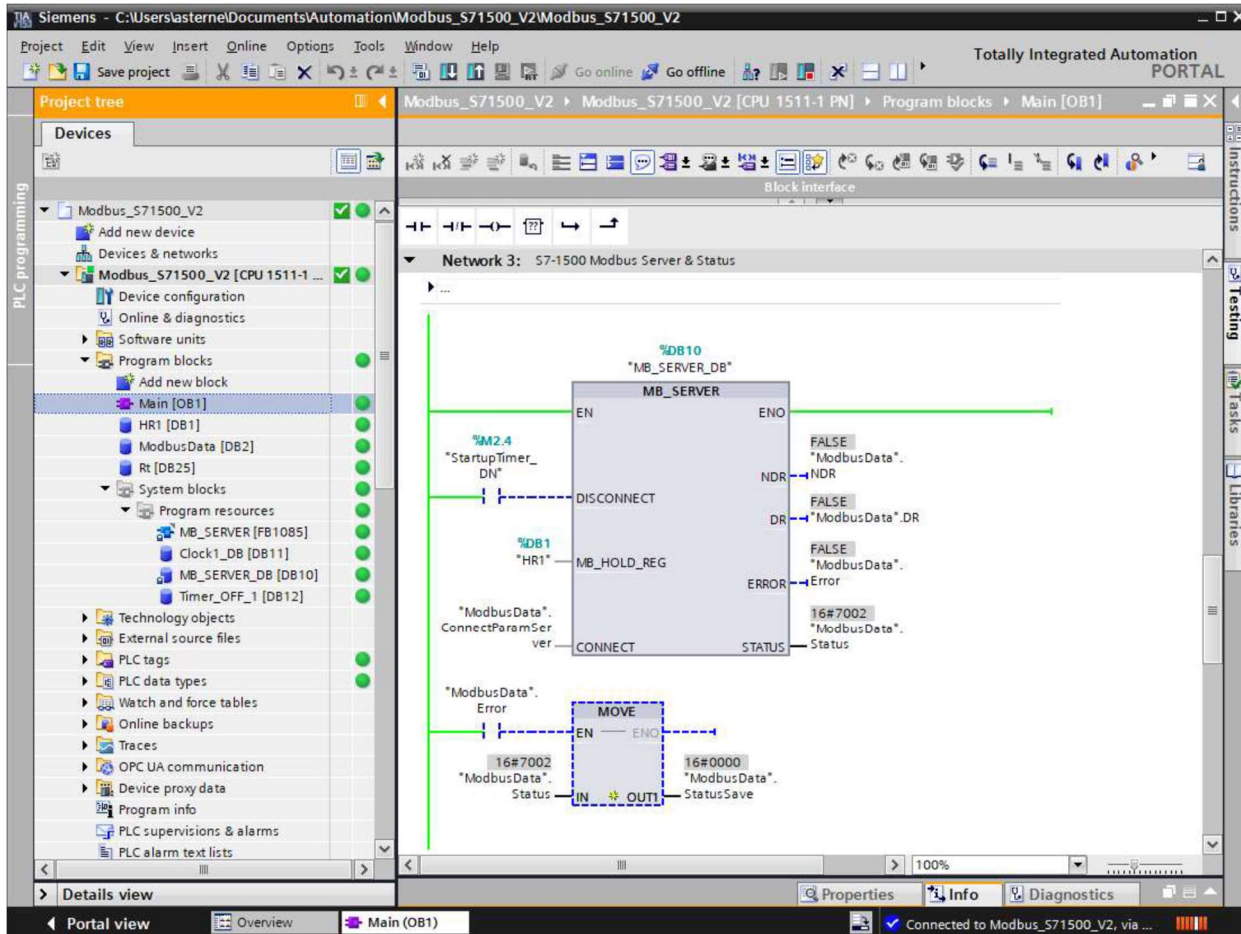 Siemens - C:\Users\asterne\Documents\Automation\Modbus_S71500_V2\Modbus_S71500_V2
Project Edit View Insert Online Options Tools Window Help
Save project Go online Go offline
Totally Integrated Automation
PORTAL
Project tree
Modbus_S71500_V2 Modbus_S71500_V2 [CPU 1511-1 PN] Program blocks Main [OB1]
Devices
PLC programming
Modbus_S71500_V2
Add new device
Devices & networks
Modbus_S71500_V2 [CPU 1511-1 ...
Device configuration
Online & diagnostics
Software units
Program blocks
Add new block
Main [OB1]
HR1 [DB1]
ModbusData [DB2]
Rt [DB25]
System blocks
Program resources
MB_SERVER [FB1085]
Clock1_DB [DB11]
MB_SERVER_DB [DB10]
Timer_OFF_1 [DB12]
Technology objects
External source files
PLC tags
PLC data types
Watch and force tables
Online backups
Traces
OPC UA communication
Device proxy data
Program info
PLC supervisions & alarms
PLC alarm text lists
Details view
Block interface
??
Network 3: S7-1500 Modbus Server & Status
...
%DB10
"MB_SERVER_DB"
MB_SERVER
EN ENO
%M2.4
"StartupTimer_
DN"
DISCONNECT
%DB1
"HR1"
MB_HOLD_REG
"ModbusData".
ConnectParamSer
ver
CONNECT
FALSE
"ModbusData".
NDR NDR
FALSE
DR "ModbusData".DR
FALSE
"ModbusData".
ERROR Error
16#7002
"ModbusData".
STATUS Status
"ModbusData".
Error
MOVE
EN ENO
16#7002
"ModbusData".
Status
IN OUT1
16#0000
"ModbusData".
StatusSave
100%
Properties Info Diagnostics
Instructions
Testing
Tasks
Libraries
Portal view Overview Main (OB1)
Connected to Modbus_S71500_V2, via ...